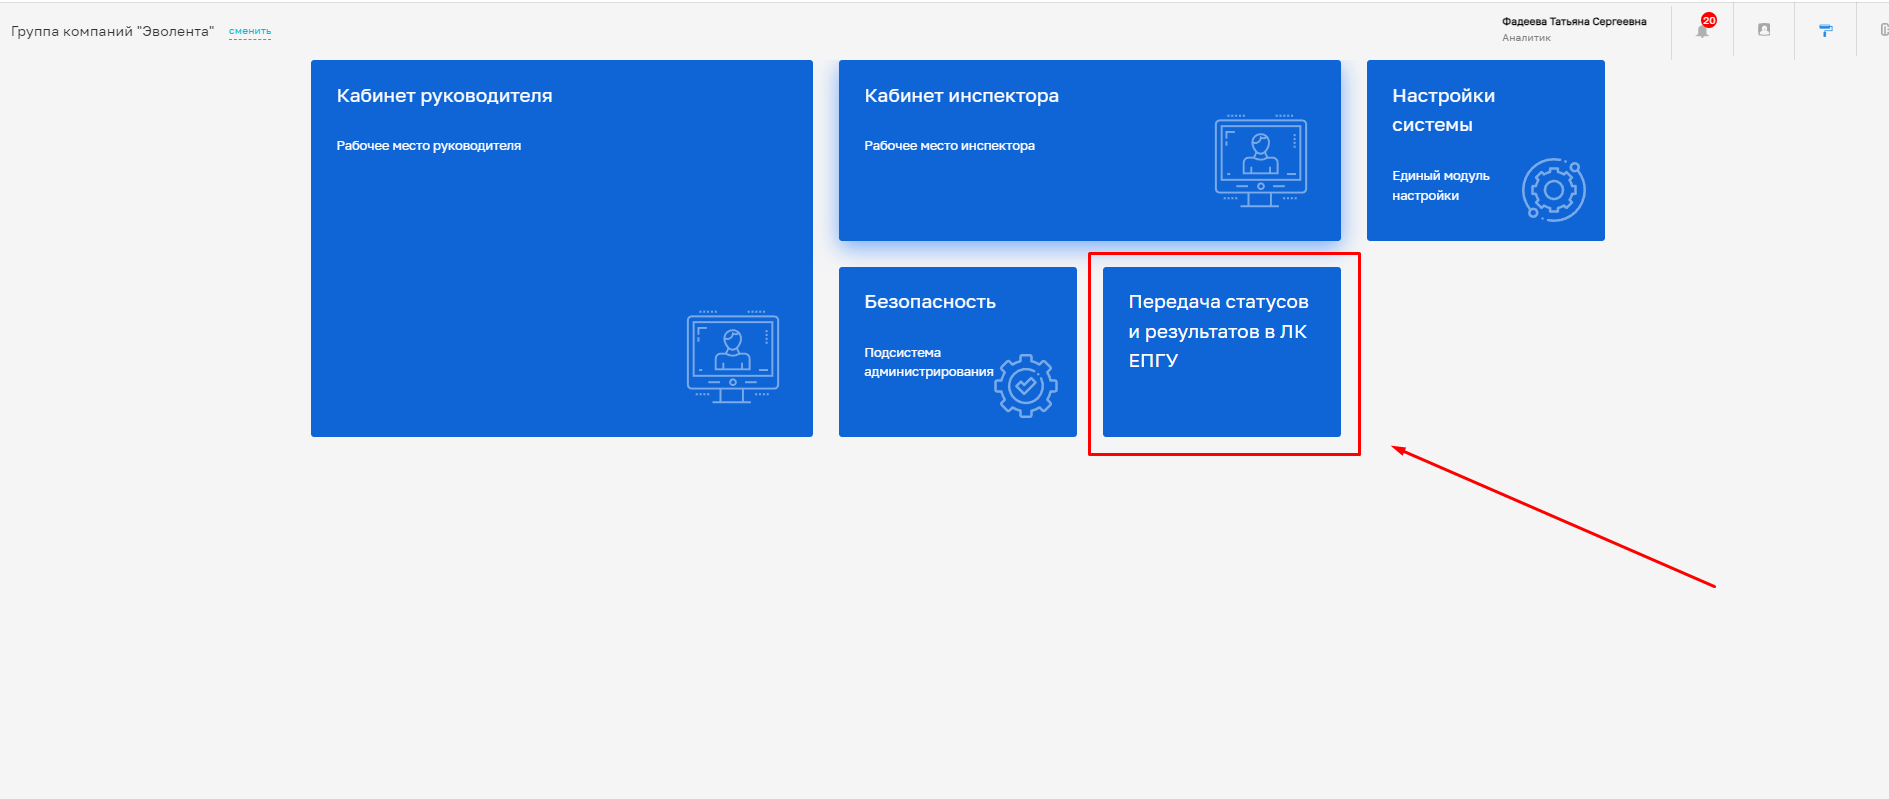 Группа компаний "Эволента" сменить
Фадеева Татьяна Сергеевна
Аналитик
20
Кабинет руководителя
Рабочее место руководителя
Кабинет инспектора
Рабочее место инспектора
Настройки
системы
Единый модуль
настройки
Безопасность
Подсистема
администрирования
Передача статусов
и результатов в ЛК
ЕПГУ